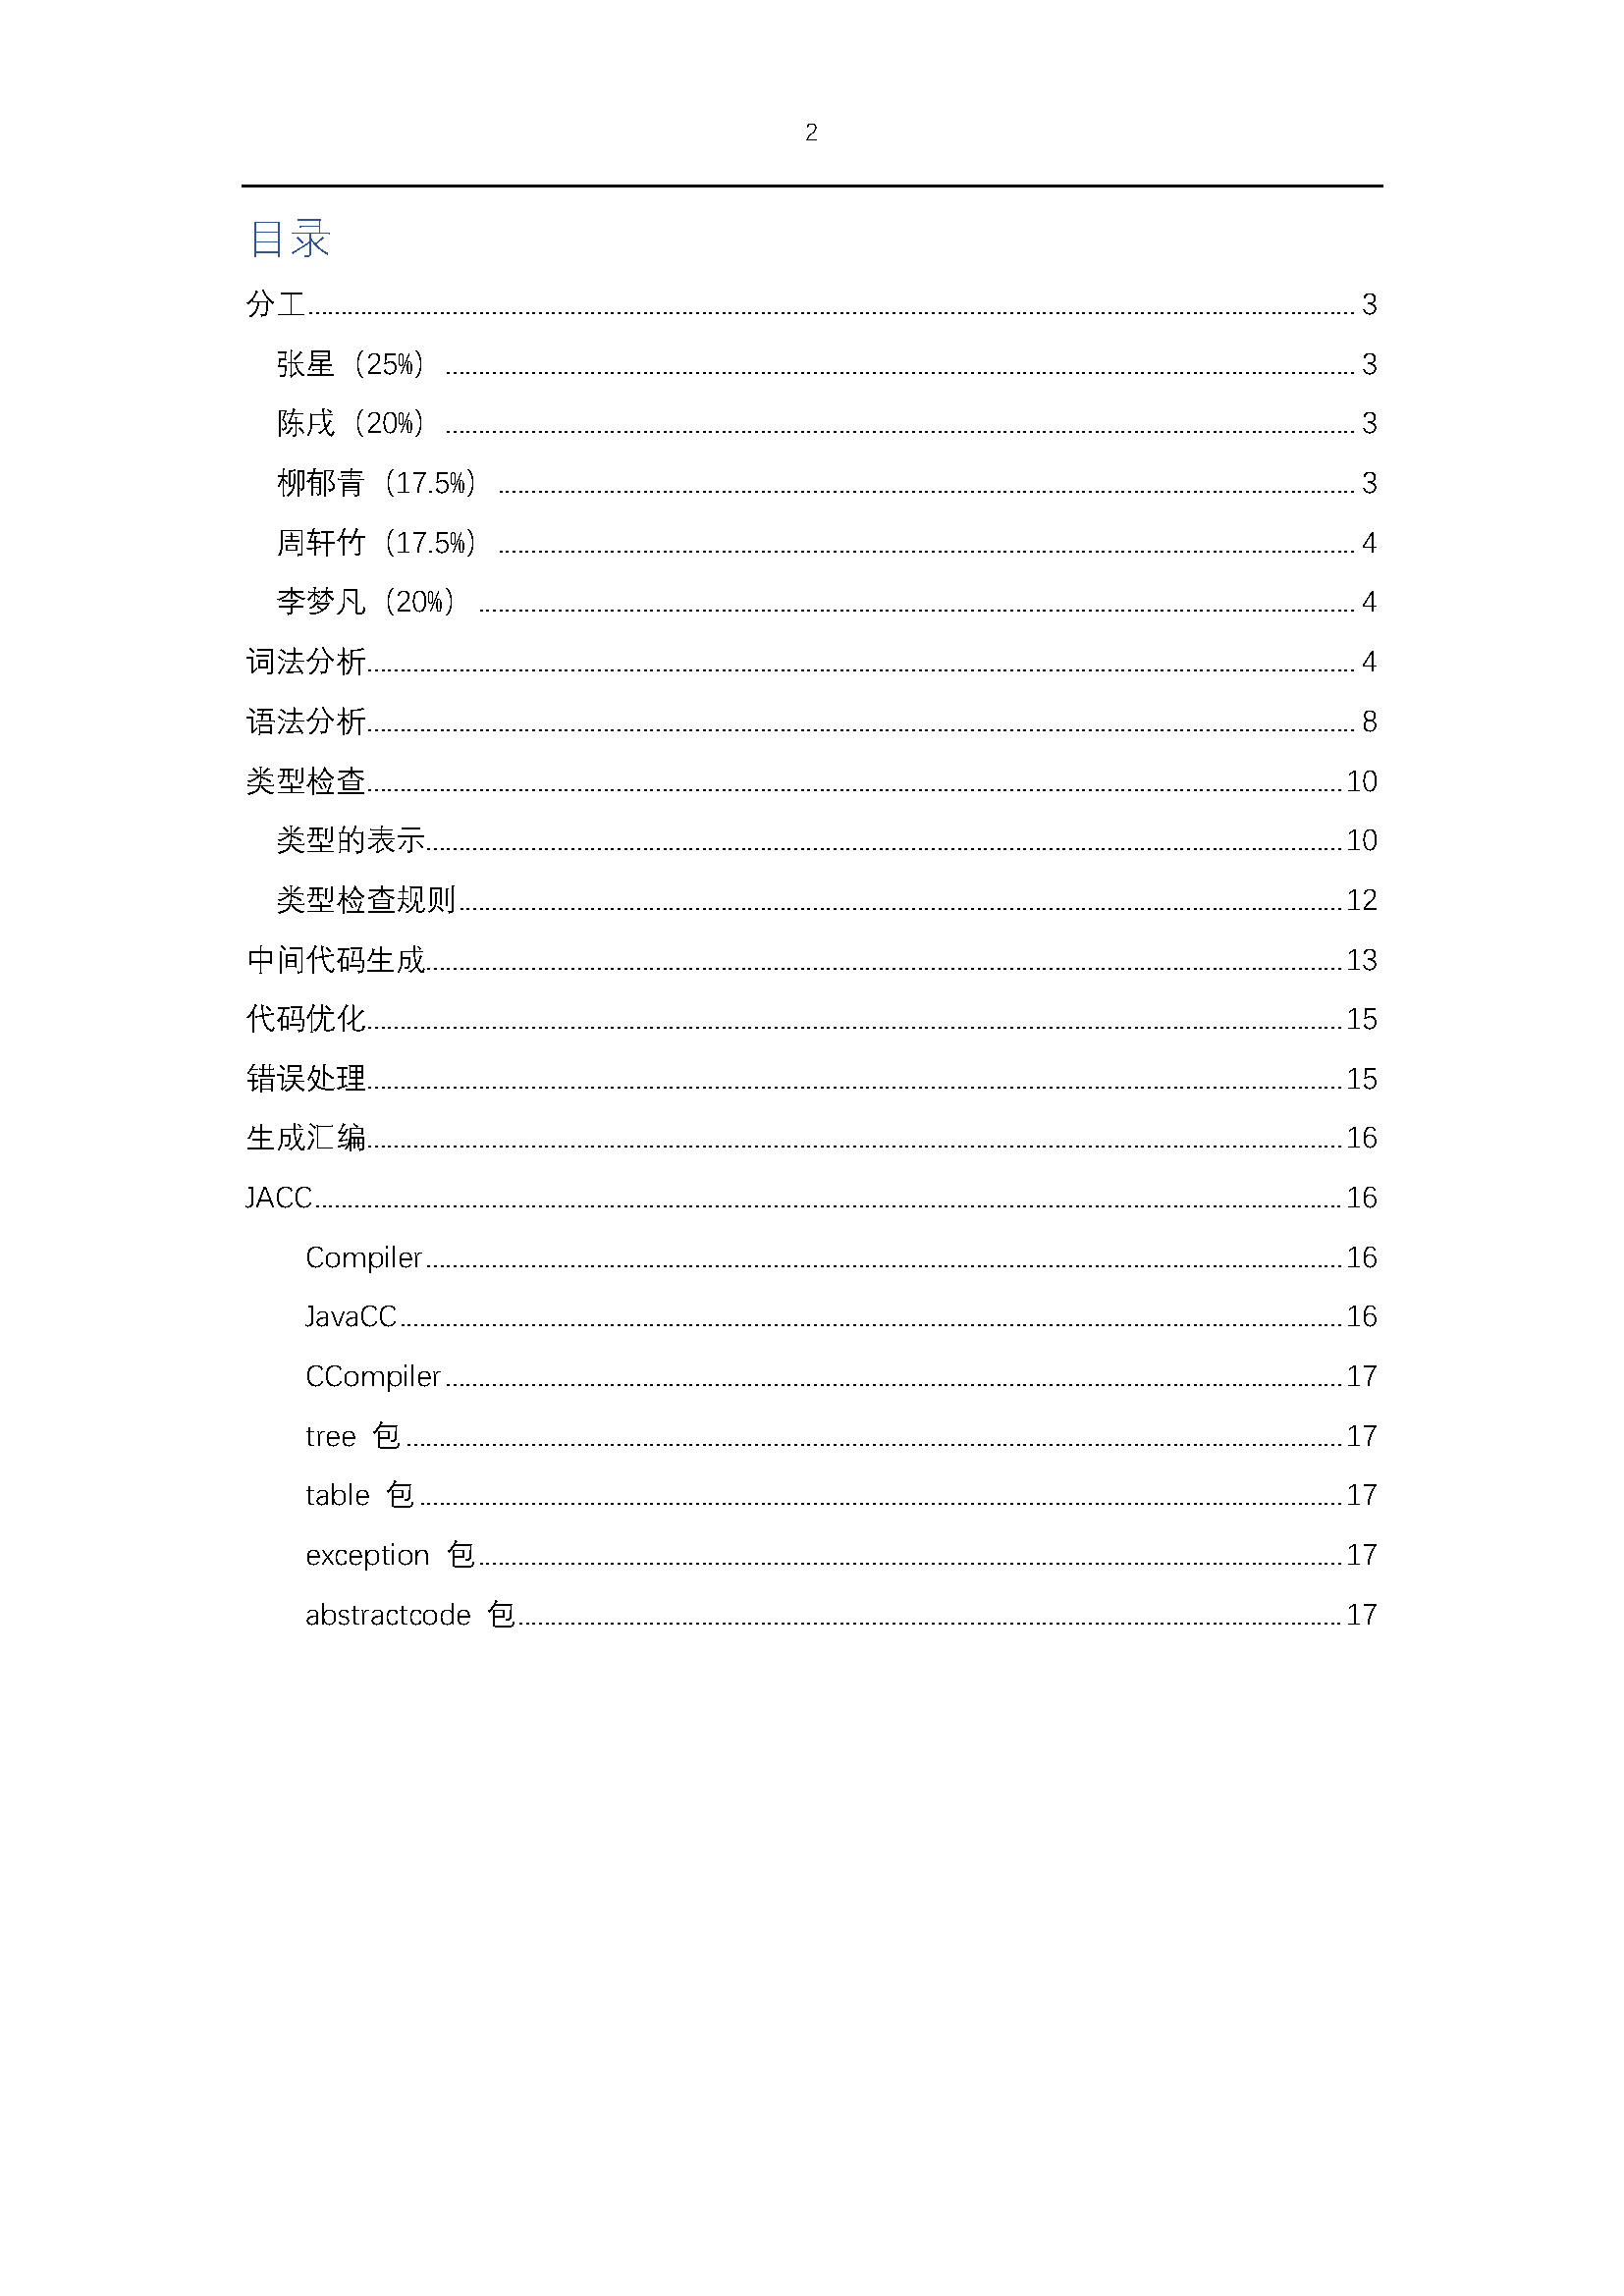 2
目录
分工........ 3
张星（25%）........ 3
陈戌（20%）........ 3
柳郁青（17.5%）........ 3
周轩竹（17.5%）........ 4
李梦凡（20%）........ 4
词法分析........ 4
语法分析........ 8
类型检查........ 10
类型的表示........ 10
类型检查规则........ 12
中间代码生成........ 13
代码优化........ 15
错误处理........ 15
生成汇编........ 16
JACC........ 16
Compiler........ 16
JavaCC........ 16
CCompiler........ 17
tree 包........ 17
table 包........ 17
exception 包........ 17
abstractcode 包........ 17